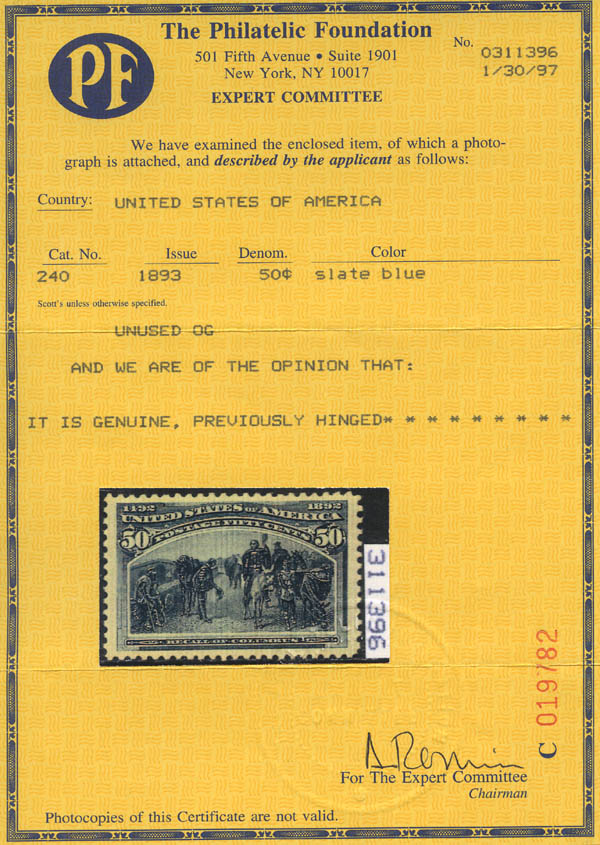 PF
The Philatelic Foundation
501 Fifth Avenue • Suite 1901
New York, NY 10017
EXPERT COMMITTEE
No. 0311396
1/30/97
We have examined the enclosed item, of which a photo-
graph is attached, and described by the applicant as follows:
Country: UNITED STATES OF AMERICA
Cat. No. Issue Denom. Color
240 1893 50¢ slate blue
Scott's unless otherwise specified.
UNUSED OG
AND WE ARE OF THE OPINION THAT:
IT IS GENUINE, PREVIOUSLY HINGED* * * * * * * * *
1492 1892
UNITED STATES OF AMERICA
50 POSTAGE FIFTY CENTS 50
RECALL OF COLUMBUS
311396
C 019782
For The Expert Committee
Chairman
Photocopies of this Certificate are not valid.